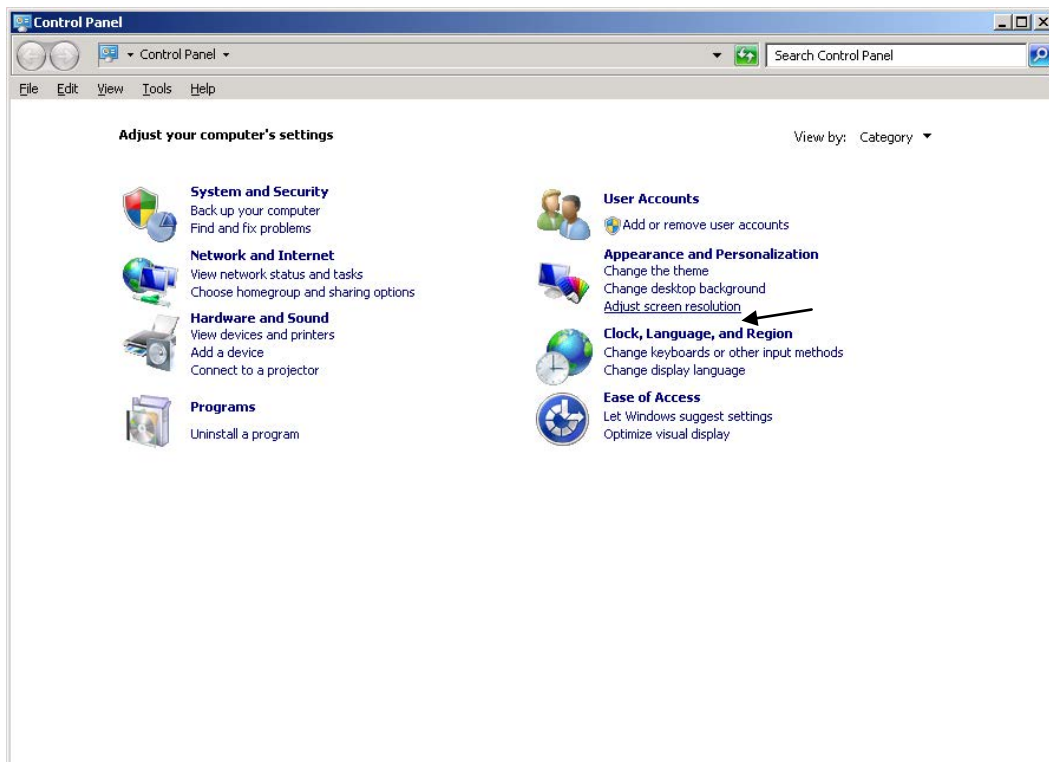 Control Panel
Control Panel
Search Control Panel
File Edit View Tools Help
Adjust your computer's settings
View by: Category
System and Security
Back up your computer
Find and fix problems
Network and Internet
View network status and tasks
Choose homegroup and sharing options
Hardware and Sound
View devices and printers
Add a device
Connect to a projector
Programs
Uninstall a program
User Accounts
Add or remove user accounts
Appearance and Personalization
Change the theme
Change desktop background
Adjust screen resolution
Clock, Language, and Region
Change keyboards or other input methods
Change display language
Ease of Access
Let Windows suggest settings
Optimize visual display